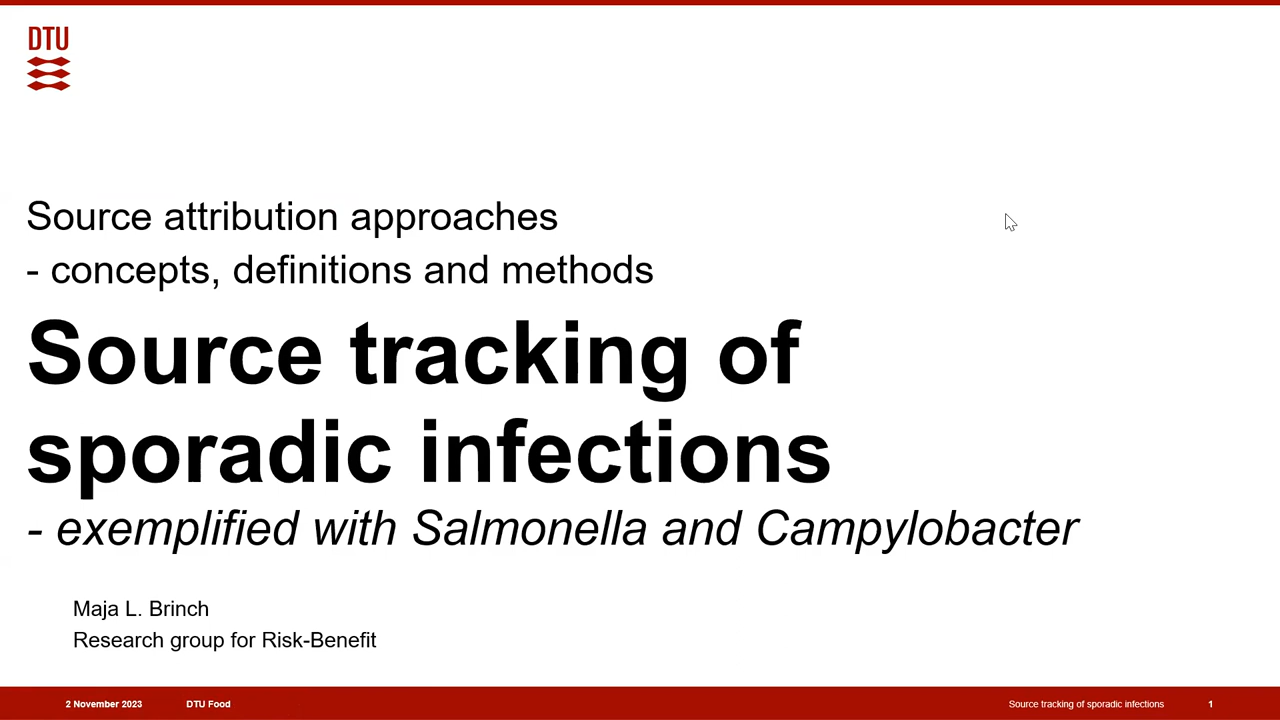 DTU
Source attribution approaches
- concepts, definitions and methods
Source tracking of
sporadic infections
- exemplified with Salmonella and Campylobacter
Maja L. Brinch
Research group for Risk-Benefit
2 November 2023 DTU Food Source tracking of sporadic infections 1